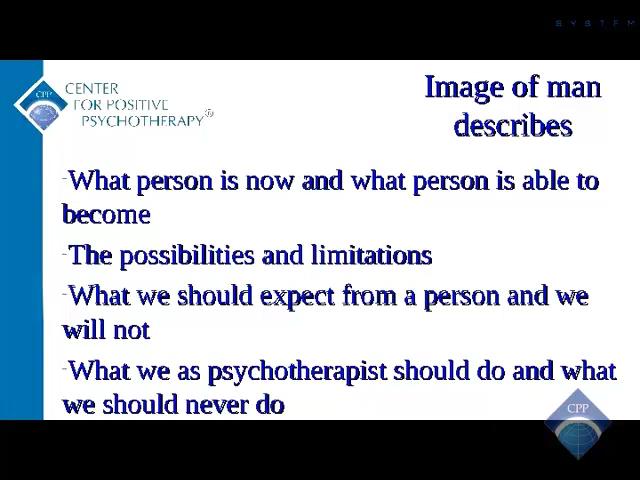 SYSTEM
CPP
CENTER
FOR POSITIVE
PSYCHOTHERAPY®
Image of man
describes
-What person is now and what person is able to
become
-The possibilities and limitations
-What we should expect from a person and we
will not
-What we as psychotherapist should do and what
we should never do
CPP